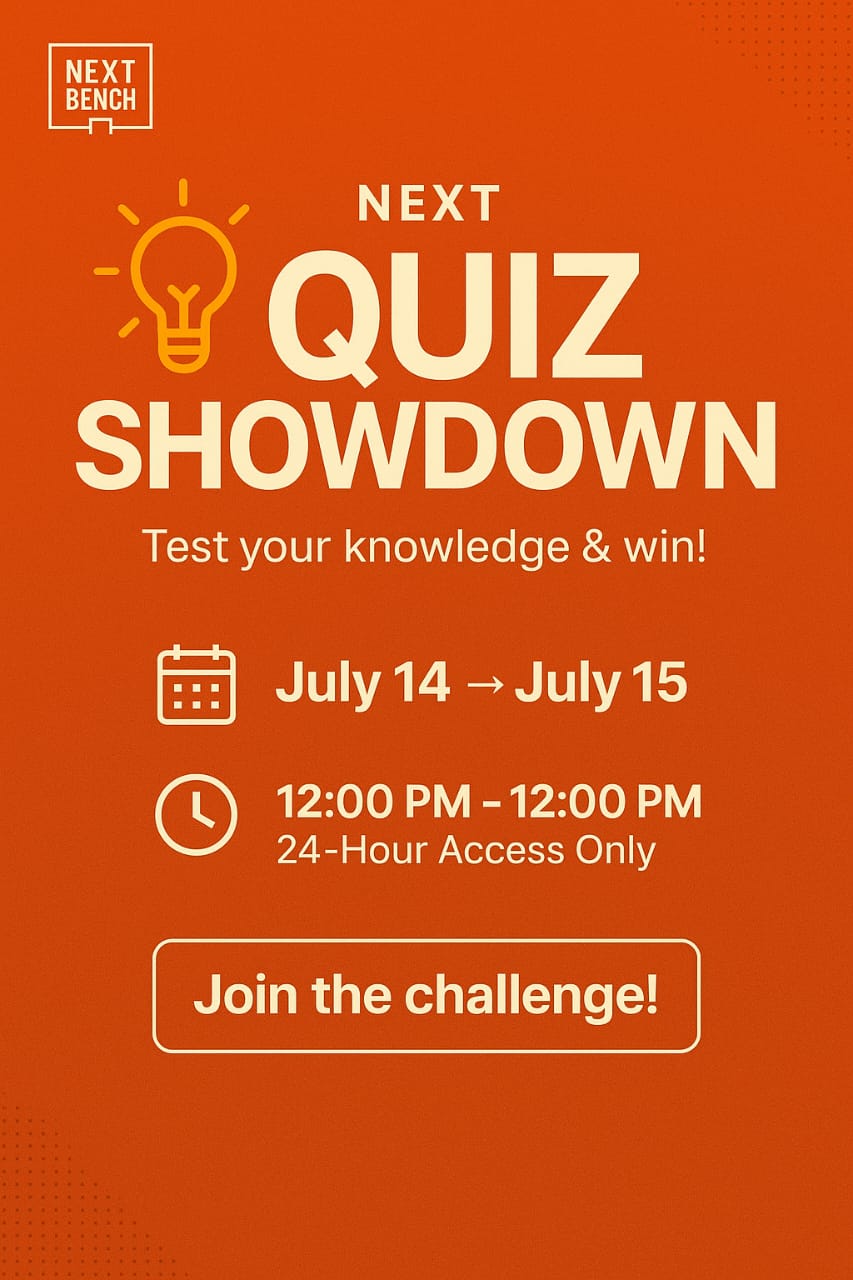 NEXT
BENCH
NEXT
QUIZ
SHOWDOWN
Test your knowledge & win!
July 14 → July 15
12:00 PM – 12:00 PM
24-Hour Access Only
Join the challenge!